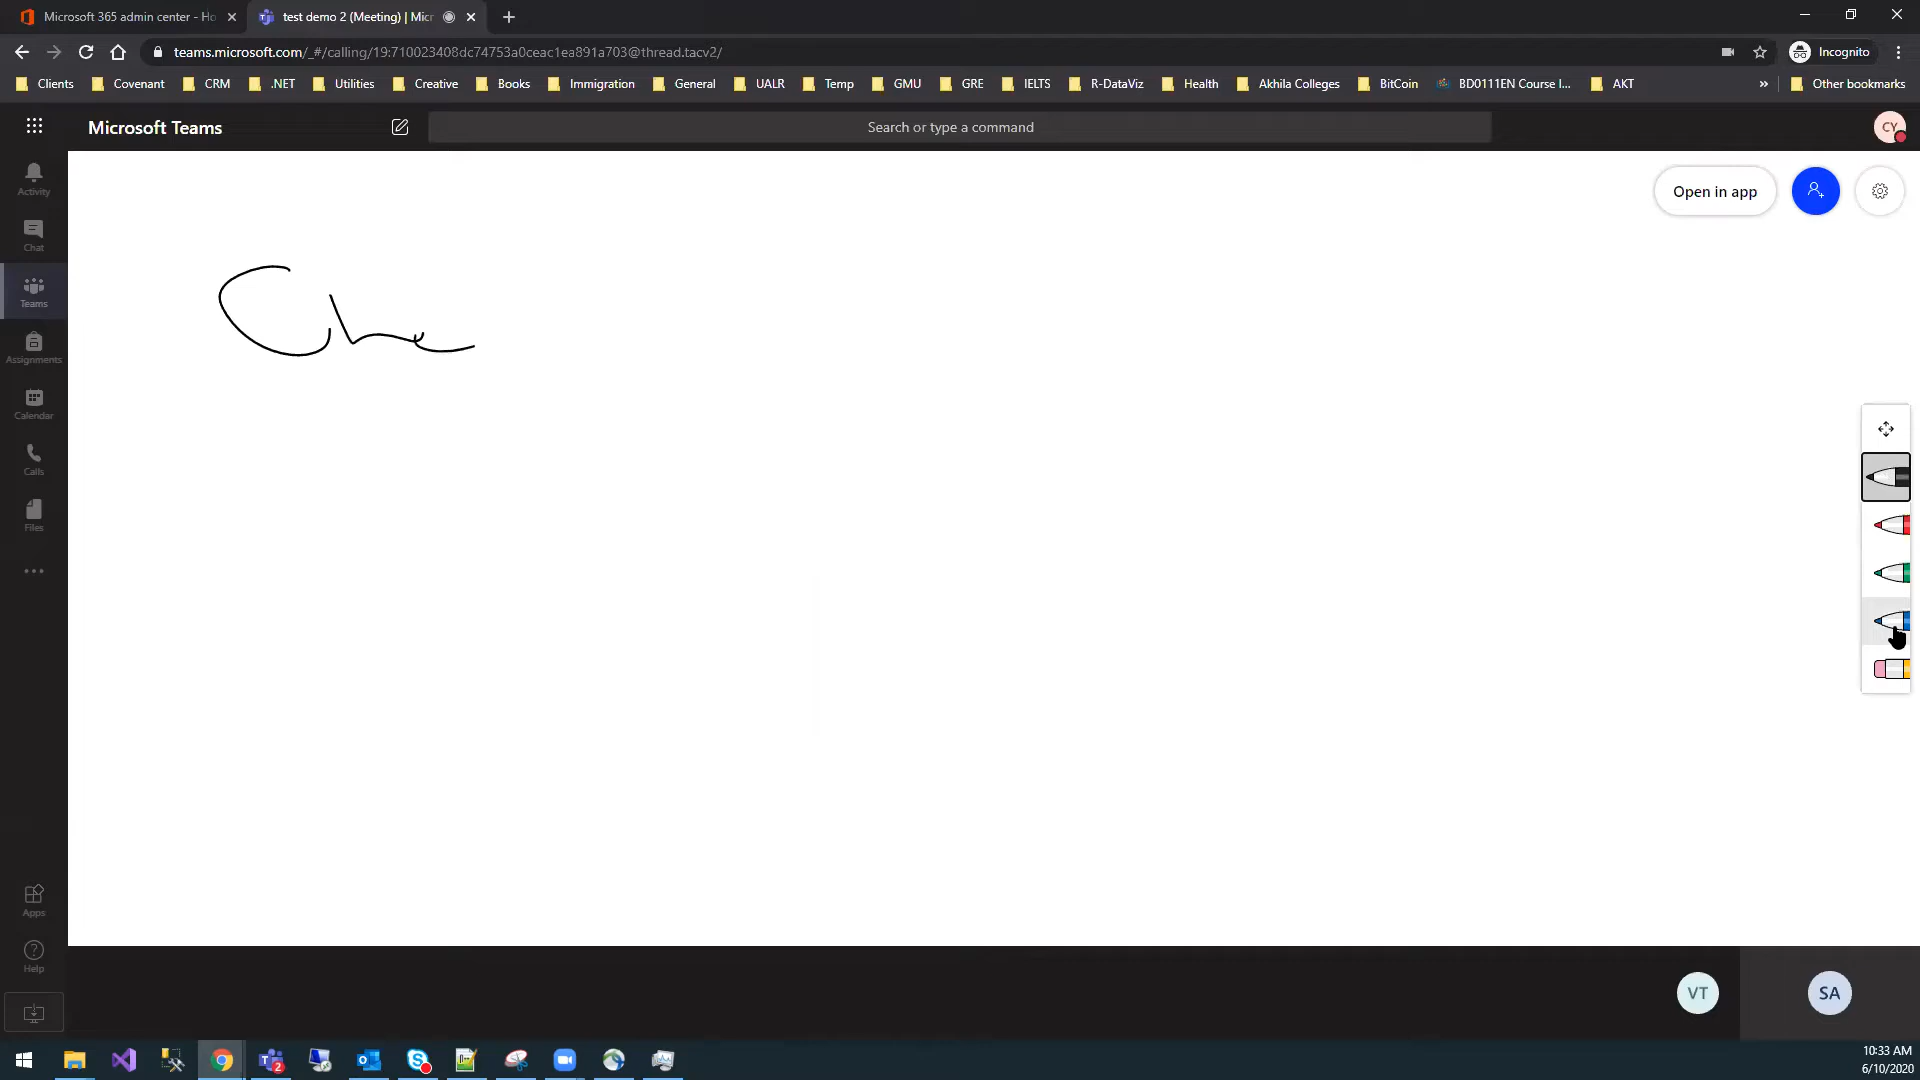 Microsoft 365 admin center - Ho
test demo 2 (Meeting) | Micr
teams.microsoft.com/_#/calling/19:710023408dc74753a0ceac1ea891a703@thread.tacv2/
Incognito
Clients Covenant CRM .NET Utilities Creative Books Immigration General UALR Temp GMU GRE IELTS R-DataViz Health Akhila Colleges BitCoin BD0111EN Course I... AKT » Other bookmarks
Microsoft Teams
Search or type a command
CY
Activity
Chat
Teams
Assignments
Calendar
Calls
Files
Apps
Help
Open in app
VT
SA
2
10:33 AM
6/10/2020